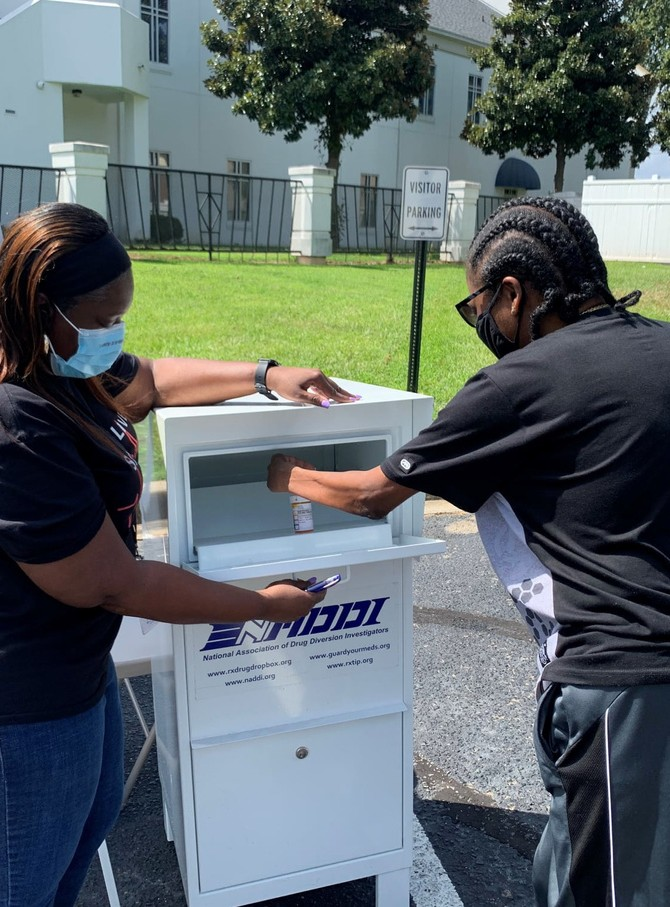 VISITOR
PARKING
NADDI
National Association of Drug Diversion Investigators
www.rxdrugdropbox.org www.guardyourmeds.org
www.naddi.org www.rxtip.org